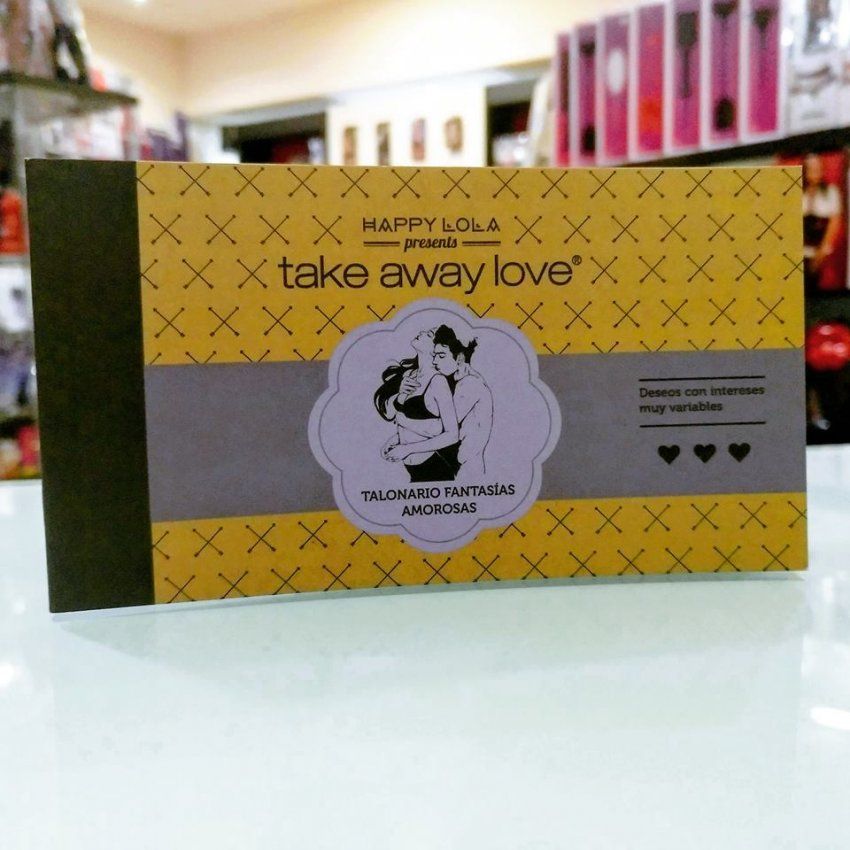 HAPPY LOLA
presents
take away love®
TALONARIO FANTASÍAS
AMOROSAS
Deseos con intereses
muy variables